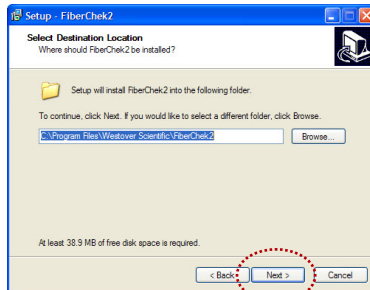 Setup - FiberChek2
Select Destination Location
Where should FiberChek2 be installed?
Setup will install FiberChek2 into the following folder.
To continue, click Next. If you would like to select a different folder, click Browse.
C:\Program Files\Westover Scientific\FiberChek2
Browse...
At least 38.9 MB of free disk space is required.
< Back
Next >
Cancel